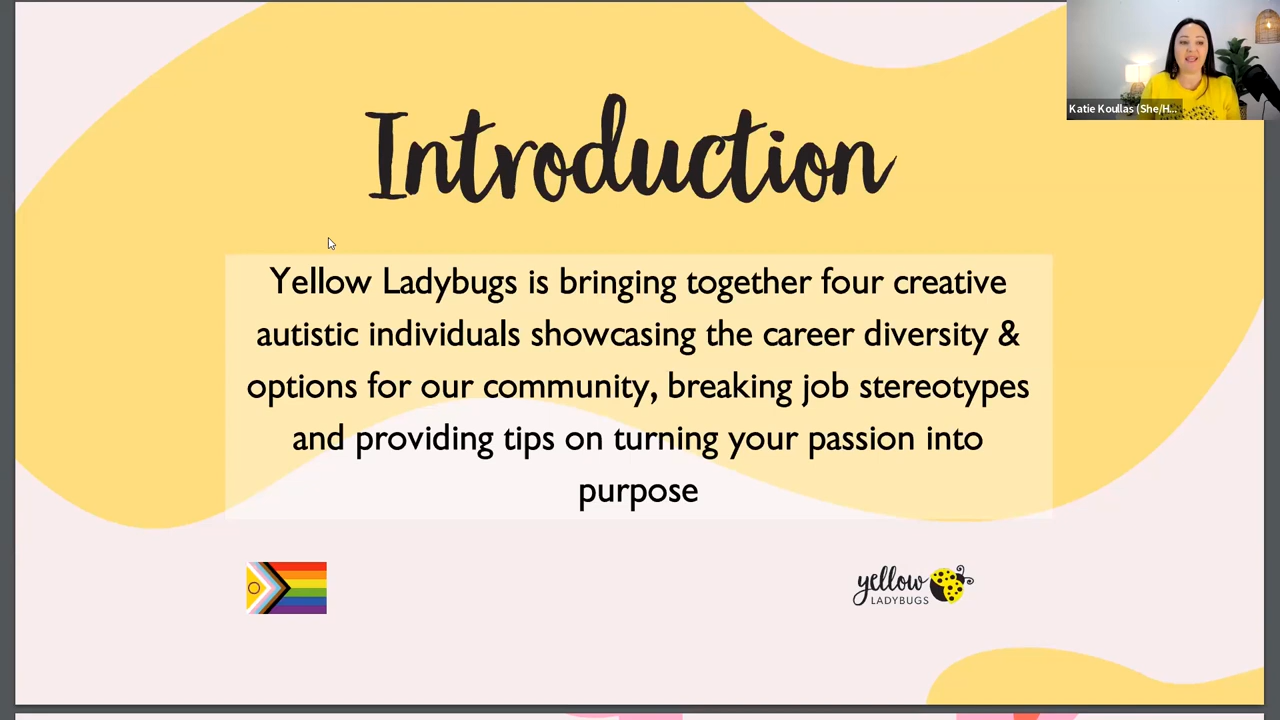 Introduction
Katie Koullas (She/H...
Yellow Ladybugs is bringing together four creative
autistic individuals showcasing the career diversity &
options for our community, breaking job stereotypes
and providing tips on turning your passion into
purpose
yellow
LADYBUGS